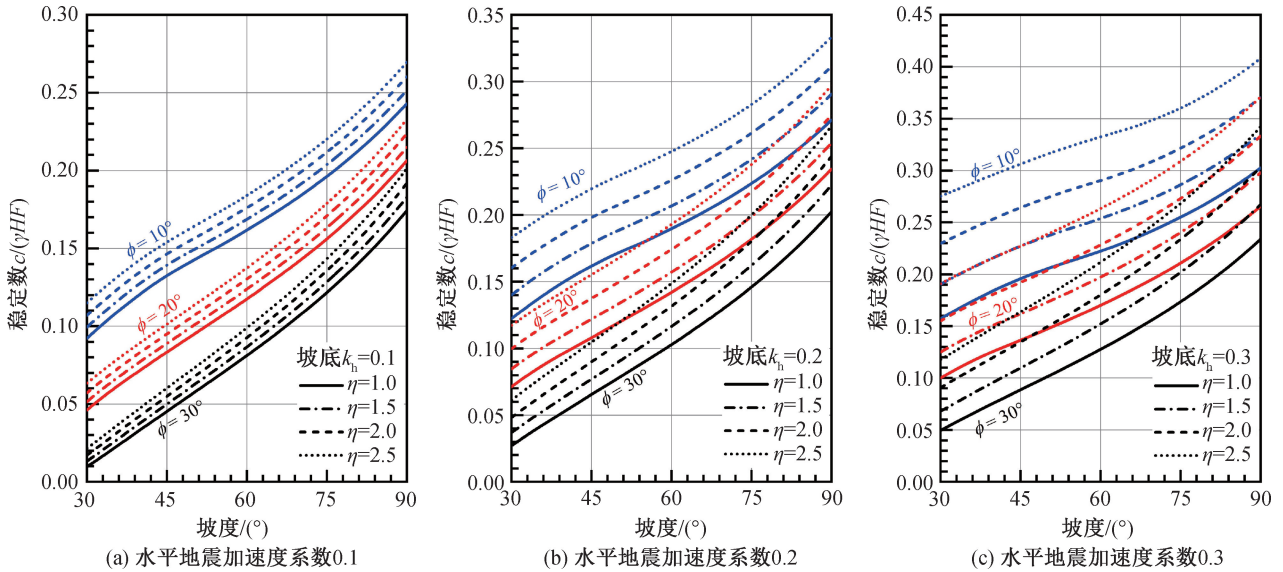 稳定数c/(γHF)
0.30
0.25
0.20
0.15
0.10
0.05
0.00
ϕ= 10°
ϕ= 20°
ϕ= 30°
坡底kh=0.1
η=1.0
η=1.5
η=2.0
η=2.5
30 45 60 75 90
坡度/(°)
(a) 水平地震加速度系数0.1
稳定数c/(γHF)
0.35
0.30
0.25
0.20
0.15
0.10
0.05
0.00
ϕ= 10°
ϕ= 20°
ϕ= 30°
坡底kh=0.2
η=1.0
η=1.5
η=2.0
η=2.5
30 45 60 75 90
坡度/(°)
(b) 水平地震加速度系数0.2
稳定数c/(γHF)
0.45
0.40
0.35
0.30
0.25
0.20
0.15
0.10
0.05
0.00
ϕ= 10°
ϕ= 20°
ϕ= 30°
坡底kh=0.3
η=1.0
η=1.5
η=2.0
η=2.5
30 45 60 75 90
坡度/(°)
(c) 水平地震加速度系数0.3